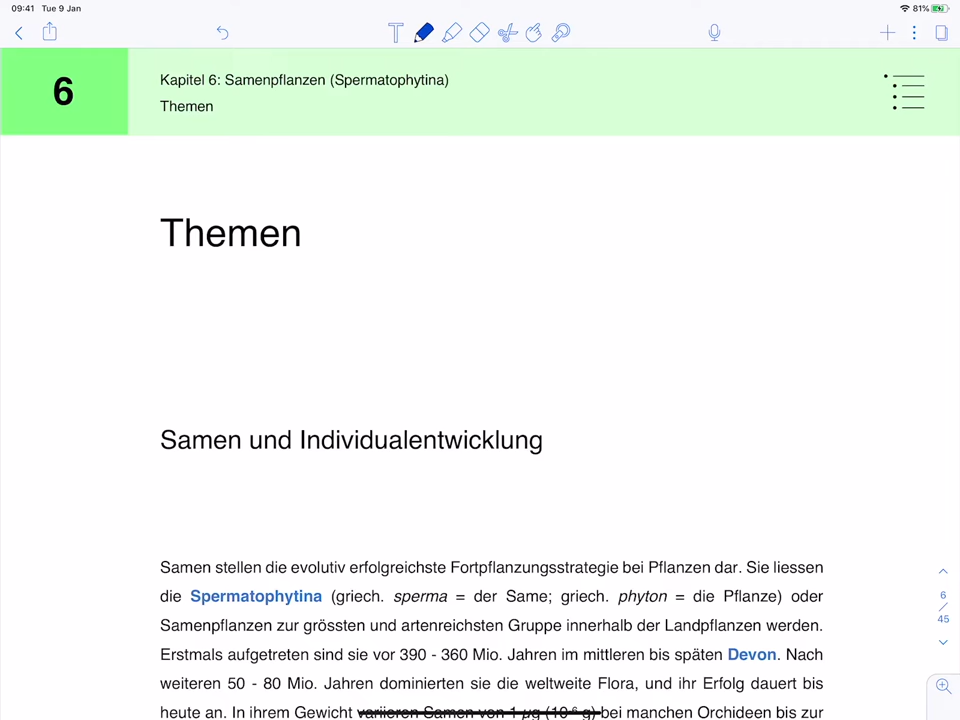 09:41 Tue 9 Jan
81%
6
Kapitel 6: Samenpflanzen (Spermatophytina)
Themen
Themen
Samen und Individualentwicklung
Samen stellen die evolutiv erfolgreichste Fortpflanzungsstrategie bei Pflanzen dar. Sie liessen
die Spermatophytina (griech. sperma = der Same; griech. phyton = die Pflanze) oder
Samenpflanzen zur grössten und artenreichsten Gruppe innerhalb der Landpflanzen werden.
Erstmals aufgetreten sind sie vor 390 - 360 Mio. Jahren im mittleren bis späten Devon. Nach
weiteren 50 - 80 Mio. Jahren dominierten sie die weltweite Flora, und ihr Erfolg dauert bis
heute an. In ihrem Gewicht variieren Samen von 1 µg (10⁻⁶ g) bei manchen Orchideen bis zur
6
/
45